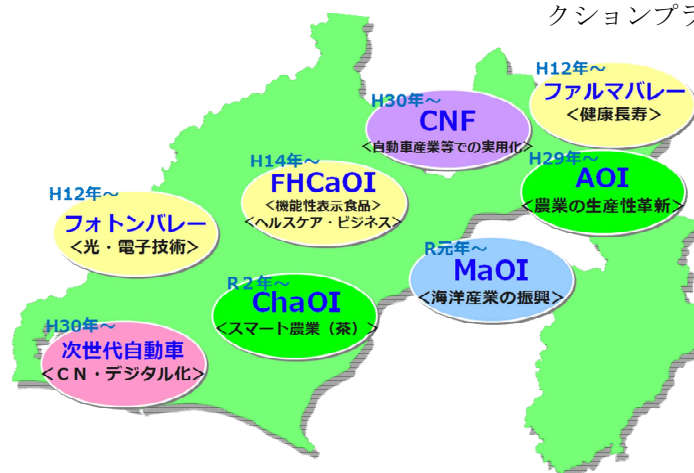 クションプラ
H12年～
ファルマバレー
<健康長寿>
H30年～
CNF
<自動車産業等での実用化>
H29年～
AOI
<農業の生産性革新>
H14年～
FHCaOI
<機能性表示食品>
<ヘルスケア・ビジネス>
H12年～
フォトンバレー
<光・電子技術>
R元年～
MaOI
<海洋産業の振興>
R２年～
ChaOI
<スマート農業（茶）>
H30年～
次世代自動車
<ＣＮ・デジタル化>